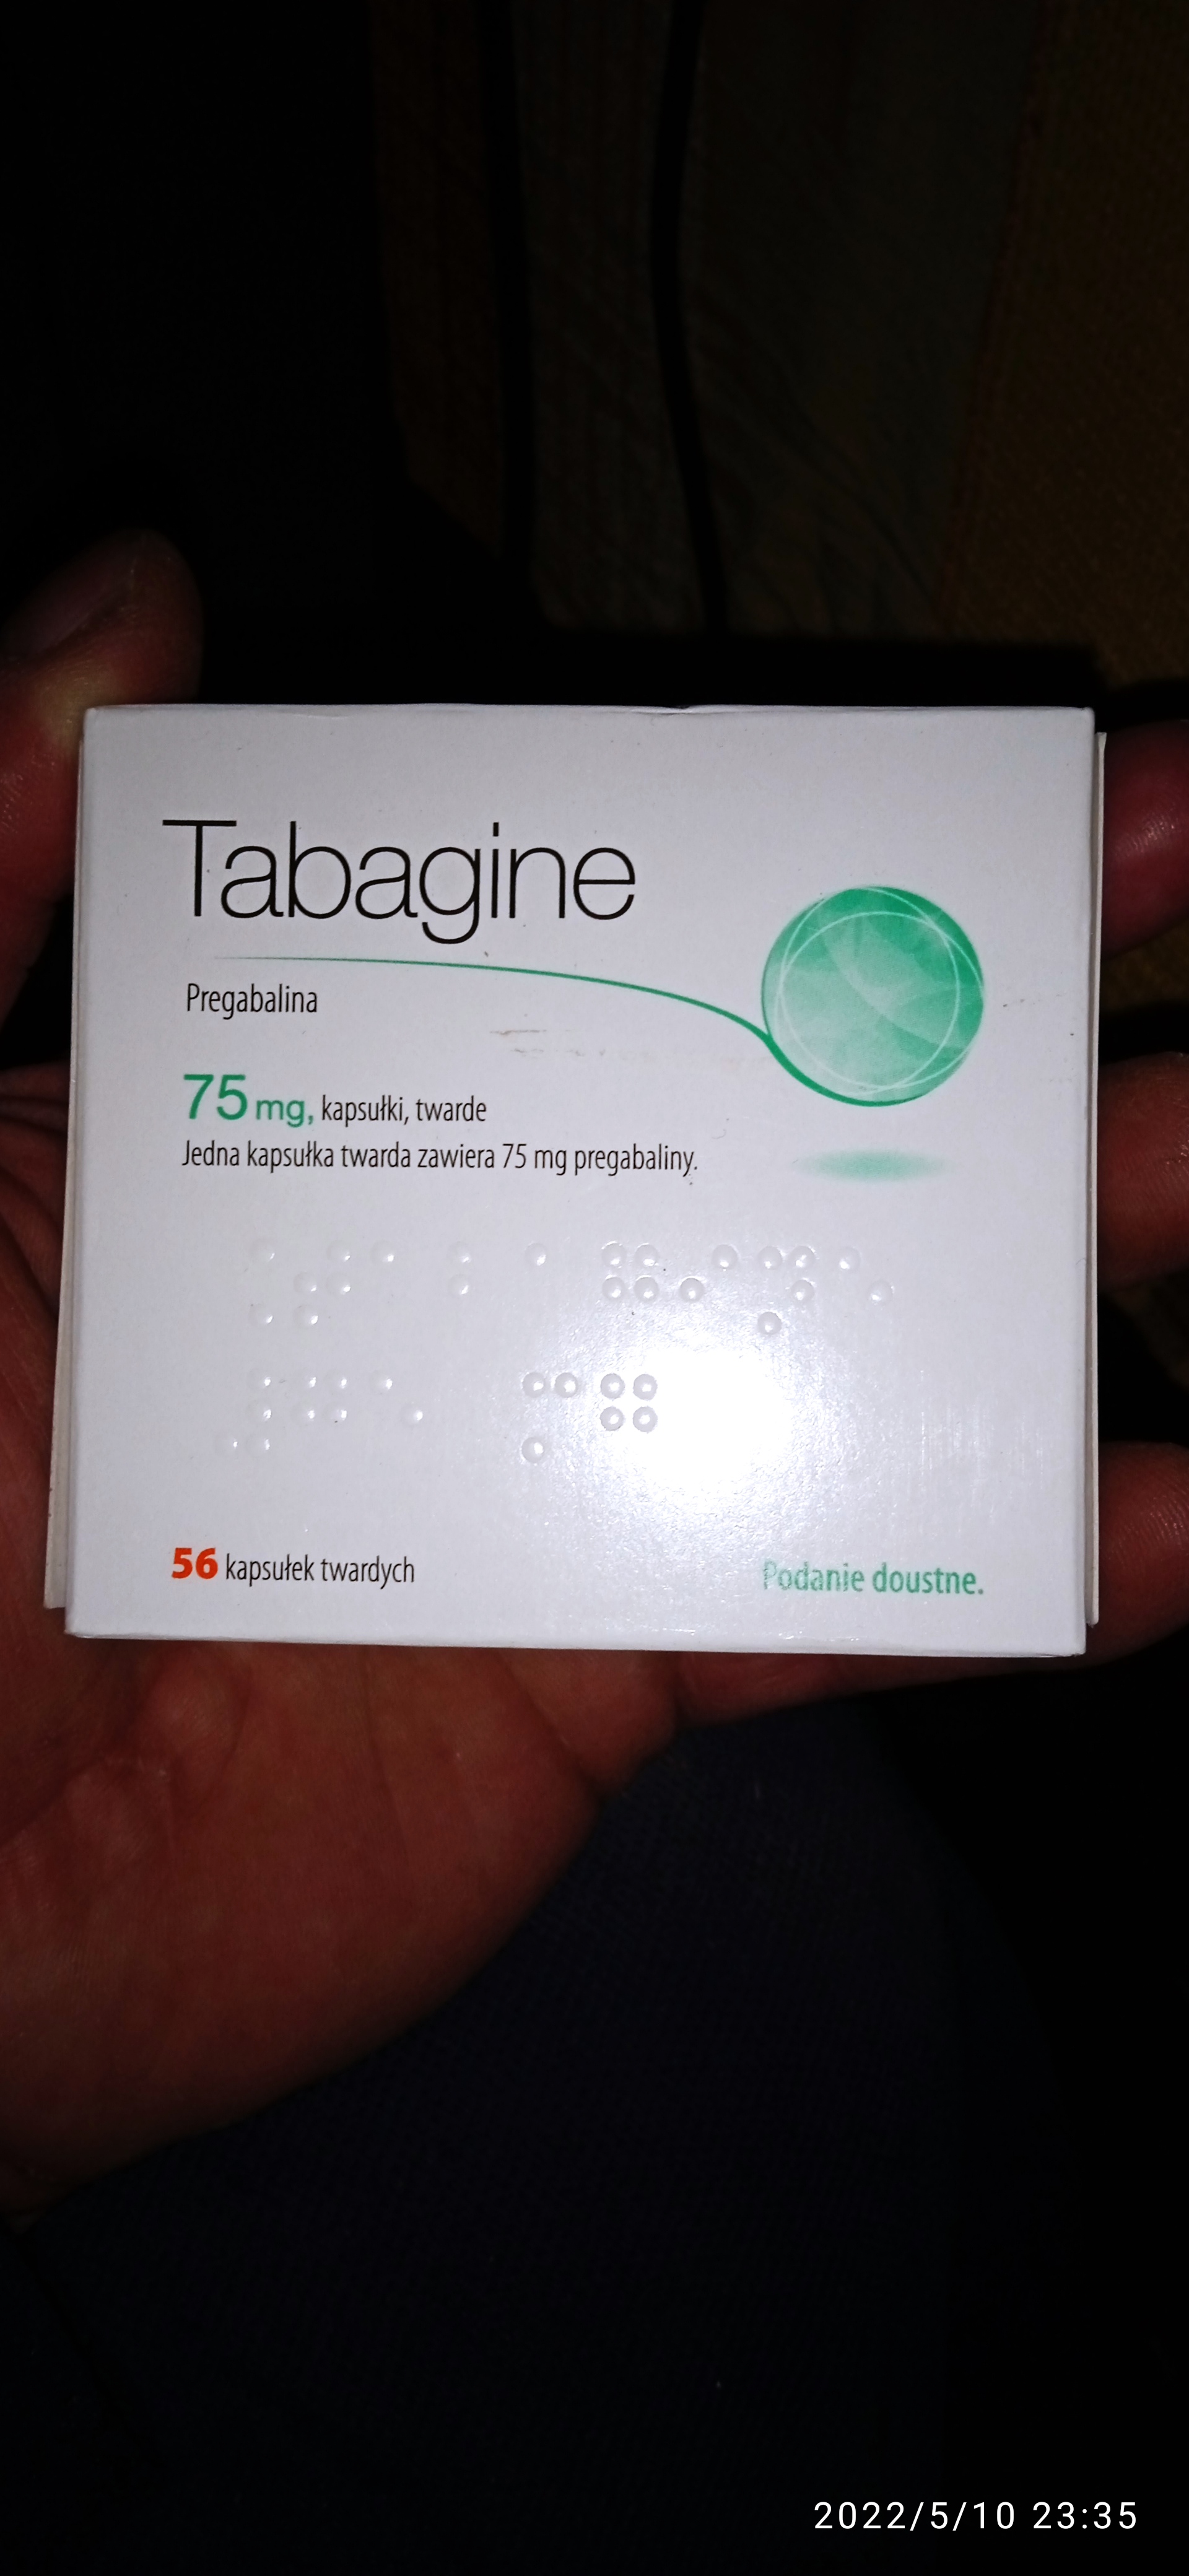 Tabagine
Pregabalina
75 mg, kapsułki, twarde
Jedna kapsułka twarda zawiera 75 mg pregabaliny.
⠞⠁⠃⠁⠛⠊⠝⠑
⠼⠛⠑ ⠍⠛
56 kapsułek twardych
Podanie doustne.
2022/5/10 23:35